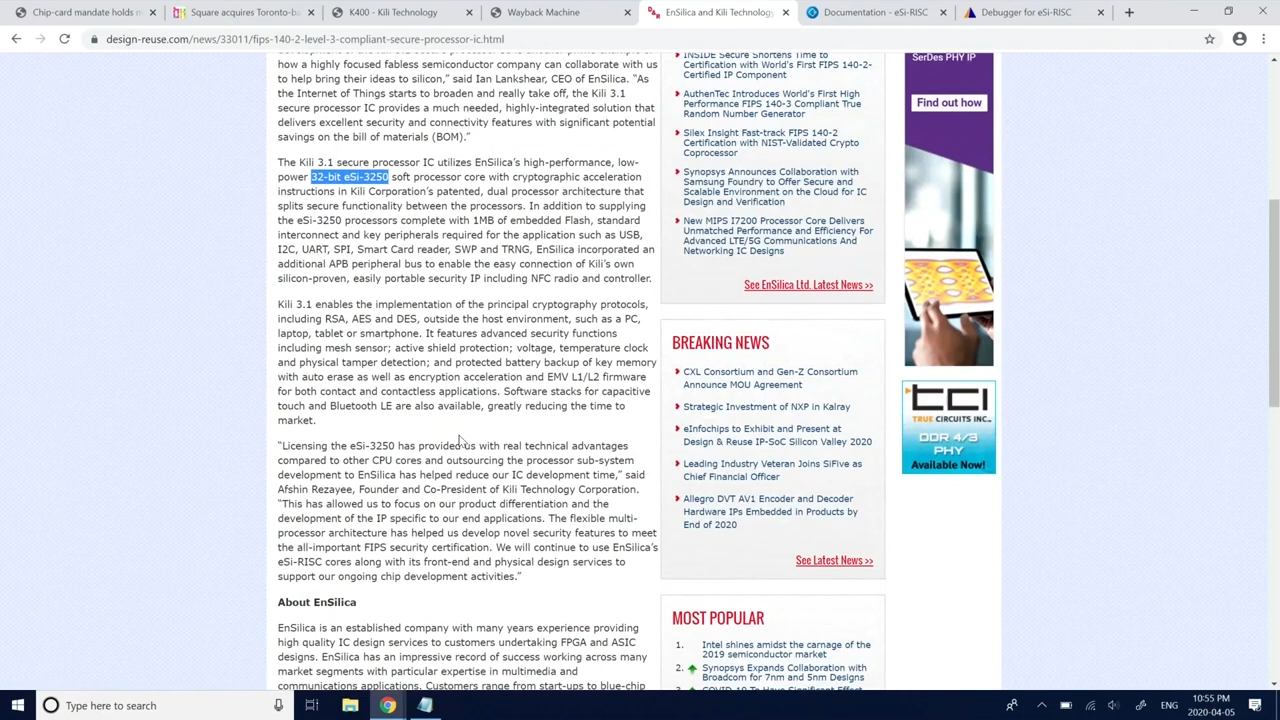 Chip-card mandate holds m
Square acquires Toronto-ba
K400 - Kili Technology
Wayback Machine
EnSilica and Kili Technology
Documentation - eSi-RISC
Debugger for eSi-RISC
design-reuse.com/news/33011/fips-140-2-level-3-compliant-secure-processor-ic.html
how a highly focused fabless semiconductor company can collaborate with us
to help bring their ideas to silicon,” said Ian Lankshear, CEO of EnSilica. “As
the Internet of Things starts to broaden and really take off, the Kili 3.1
secure processor IC provides a much needed, highly-integrated solution that
delivers excellent security and connectivity features with significant potential
savings on the bill of materials (BOM).”
The Kili 3.1 secure processor IC utilizes EnSilica’s high-performance, low-
power 32-bit eSi-3250 soft processor core with cryptographic acceleration
instructions in Kili Corporation’s patented, dual processor architecture that
splits secure functionality between the processors. In addition to supplying
the eSi-3250 processors complete with 1MB of embedded Flash, standard
interconnect and key peripherals required for the application such as USB,
I2C, UART, SPI, Smart Card reader, SWP and TRNG, EnSilica incorporated an
additional APB peripheral bus to enable the easy connection of Kili’s own
silicon-proven, easily portable security IP including NFC radio and controller.
Kili 3.1 enables the implementation of the principal cryptography protocols,
including RSA, AES and DES, outside the host environment, such as a PC,
laptop, tablet or smartphone. It features advanced security functions
including mesh sensor; active shield protection; voltage, temperature clock
and physical tamper detection; and protected battery backup of key memory
with auto erase as well as encryption acceleration and EMV L1/L2 firmware
for both contact and contactless applications. Software stacks for capacitive
touch and Bluetooth LE are also available, greatly reducing the time to
market.
“Licensing the eSi-3250 has provided us with real technical advantages
compared to other CPU cores and outsourcing the processor sub-system
development to EnSilica has helped reduce our IC development time,” said
Afshin Rezayee, Founder and Co-President of Kili Technology Corporation.
“This has allowed us to focus on our product differentiation and the
development of the IP specific to our end applications. The flexible multi-
processor architecture has helped us develop novel security features to meet
the all-important FIPS security certification. We will continue to use EnSilica’s
eSi-RISC cores along with its front-end and physical design services to
support our ongoing chip development activities.”
About EnSilica
EnSilica is an established company with many years experience providing
high quality IC design services to customers undertaking FPGA and ASIC
designs. EnSilica has an impressive record of success working across many
market segments with particular expertise in multimedia and
communications applications. Customers range from start-ups to blue-chip
INSIDE Secure Shortens Time to
Certification with World's First FIPS 140-2-
Certified IP Component
AuthenTec Introduces World's First High
Performance FIPS 140-3 Compliant True
Random Number Generator
Silex Insight Fast-track FIPS 140-2
Certification with NIST-Validated Crypto
Coprocessor
Synopsys Announces Collaboration with
Samsung Foundry to Offer Secure and
Scalable Environment on the Cloud for IC
Design and Verification
New MIPS I7200 Processor Core Delivers
Unmatched Performance and Efficiency For
Advanced LTE/5G Communications And
Networking IC Designs
See EnSilica Ltd. Latest News >>
BREAKING NEWS
CXL Consortium and Gen-Z Consortium
Announce MOU Agreement
Strategic Investment of NXP in Kalray
eInfochips to Exhibit and Present at
Design & Reuse IP-SoC Silicon Valley 2020
Leading Industry Veteran Joins SiFive as
Chief Financial Officer
Allegro DVT AV1 Encoder and Decoder
Hardware IPs Embedded in Products by
End of 2020
See Latest News >>
MOST POPULAR
1. Intel shines amidst the carnage of the
2019 semiconductor market
2. Synopsys Expands Collaboration with
Broadcom for 7nm and 5nm Designs
SerDes PHY IP
Find out how
tci
TRUE CIRCUITS INC.
DDR 4/3
PHY
Available Now!
Type here to search
ENG
10:55 PM
2020-04-05